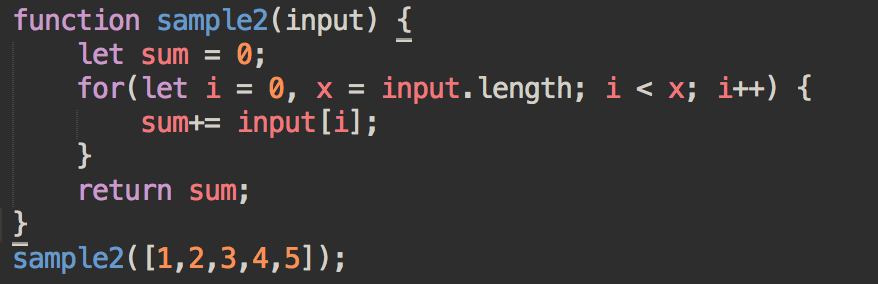 function sample2(input) {
    let sum = 0;
    for(let i = 0, x = input.length; i < x; i++) {
        sum+= input[i];
    }
    return sum;
}
sample2([1,2,3,4,5]);